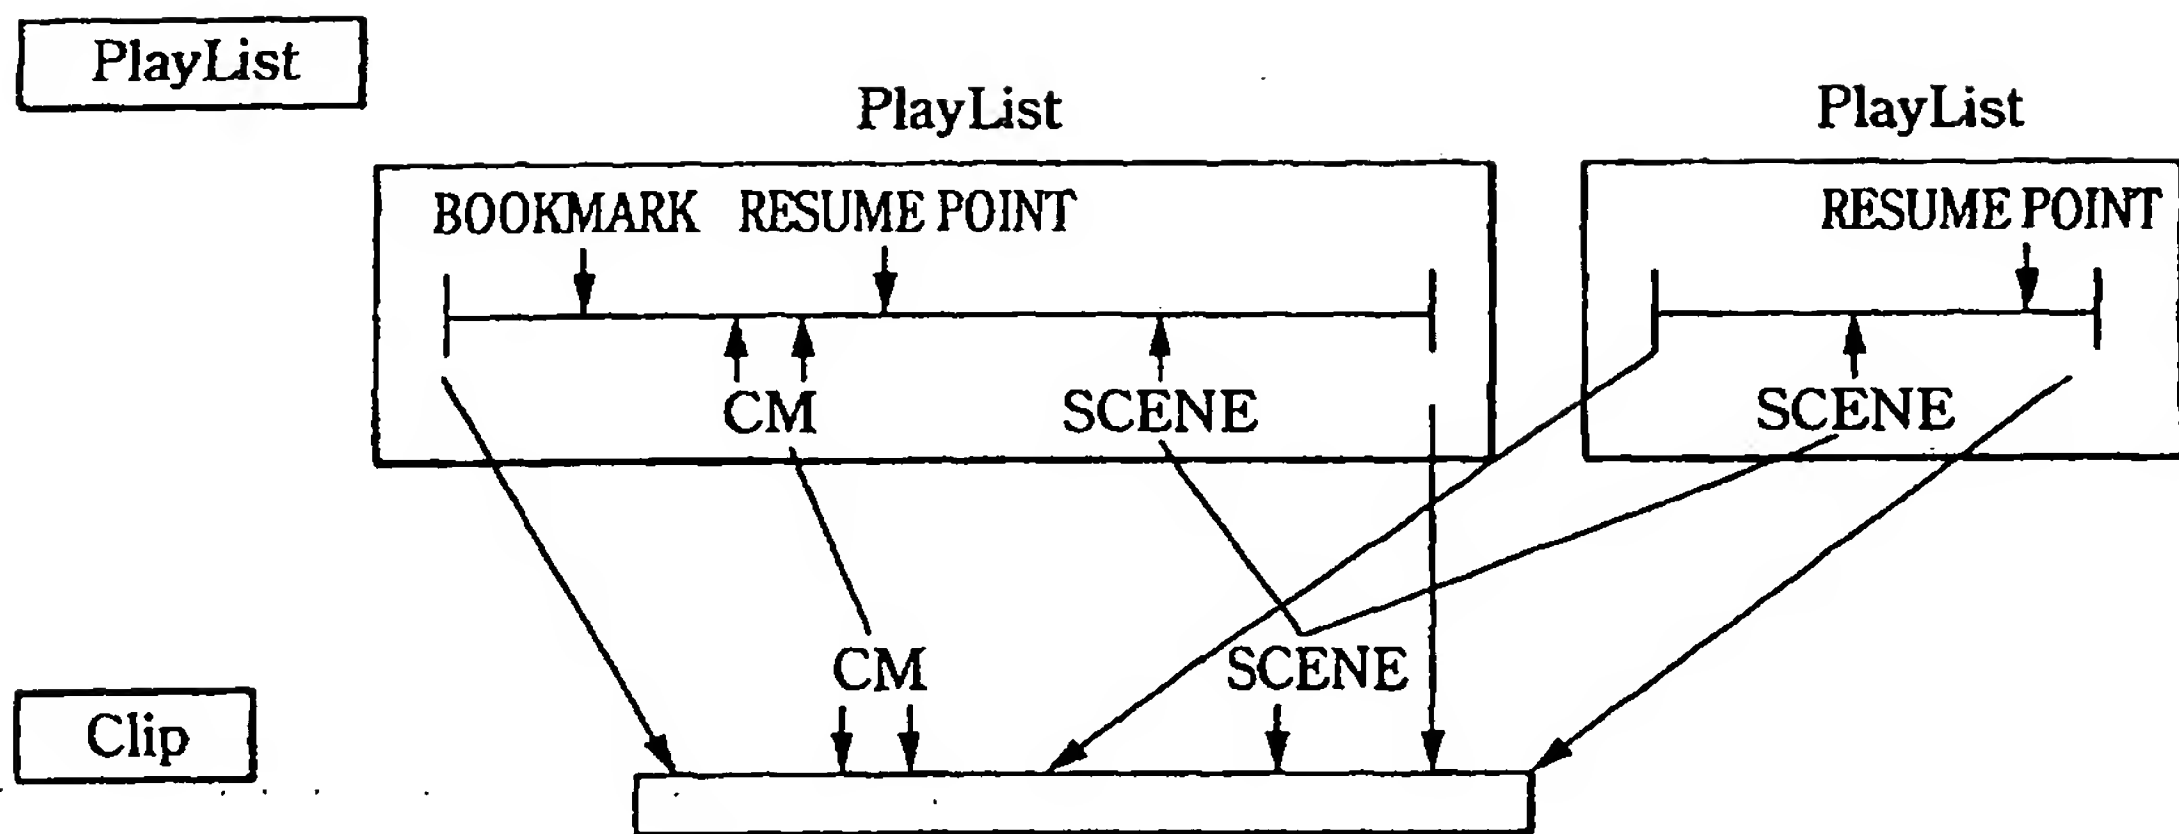 PlayList
PlayList
PlayList
BOOKMARK RESUME POINT
RESUME POINT
CM
SCENE
SCENE
CM
SCENE
Clip